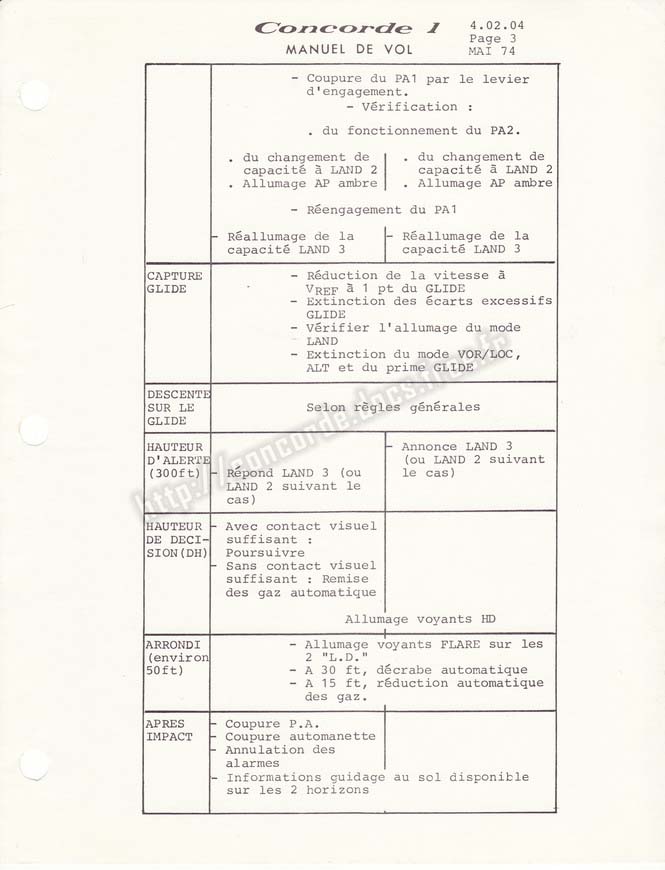 Concorde 1
MANUEL DE VOL
4.02.04
Page 3
MAI 74
- Coupure du PA1 par le levier
d'engagement.
- Vérification :
. du fonctionnement du PA2.
. du changement de
capacité à LAND 2
. Allumage AP ambre
. du changement de
capacité à LAND 2
. Allumage AP ambre
- Réengagement du PA1
- Réallumage de la
capacité LAND 3
- Réallumage de la
capacité LAND 3
CAPTURE
GLIDE
- Réduction de la vitesse à
VREF à 1 pt du GLIDE
- Extinction des écarts excessifs
GLIDE
- Vérifier l'allumage du mode
LAND
- Extinction du mode VOR/LOC,
ALT et du prime GLIDE
DESCENTE
SUR LE
GLIDE
Selon règles générales
HAUTEUR
D'ALERTE
(300ft)
- Répond LAND 3 (ou
LAND 2 suivant le
cas)
- Annonce LAND 3
(ou LAND 2 suivant
le cas)
HAUTEUR
DE DECI-
SION(DH)
- Avec contact visuel
suffisant :
Poursuivre
- Sans contact visuel
suffisant : Remise
des gaz automatique
Allumage voyants HD
ARRONDI
(environ
50ft)
- Allumage voyants FLARE sur les
2 "L.D."
- A 30 ft, décrabe automatique
- A 15 ft, réduction automatique
des gaz.
APRES
IMPACT
- Coupure P.A.
- Coupure automanette
- Annulation des
alarmes
- Informations guidage au sol disponible
sur les 2 horizons